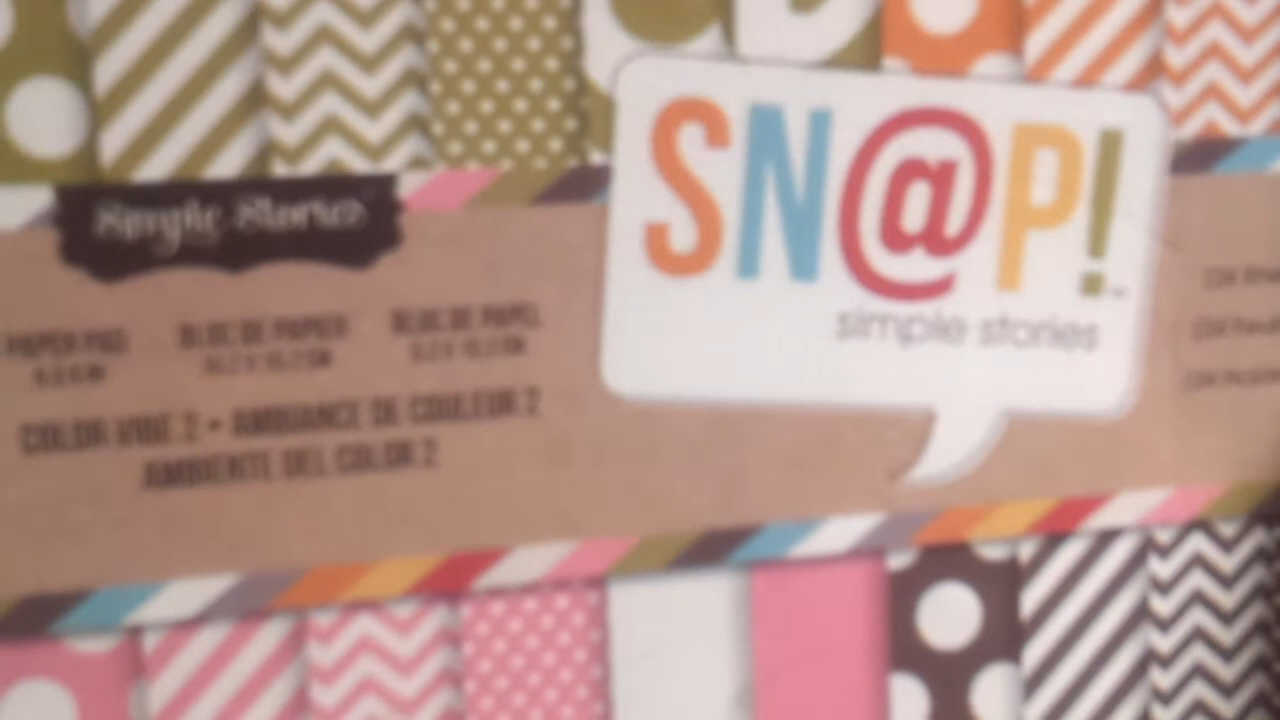 Simple Stories
SN@P!
simple stories
PAPER PAD BLOC DE PAPIER BLOC DE PAPEL
COLOR VIBE 2 • AMBIANCE DE COULEUR 2
AMBIENTE DEL COLOR 2